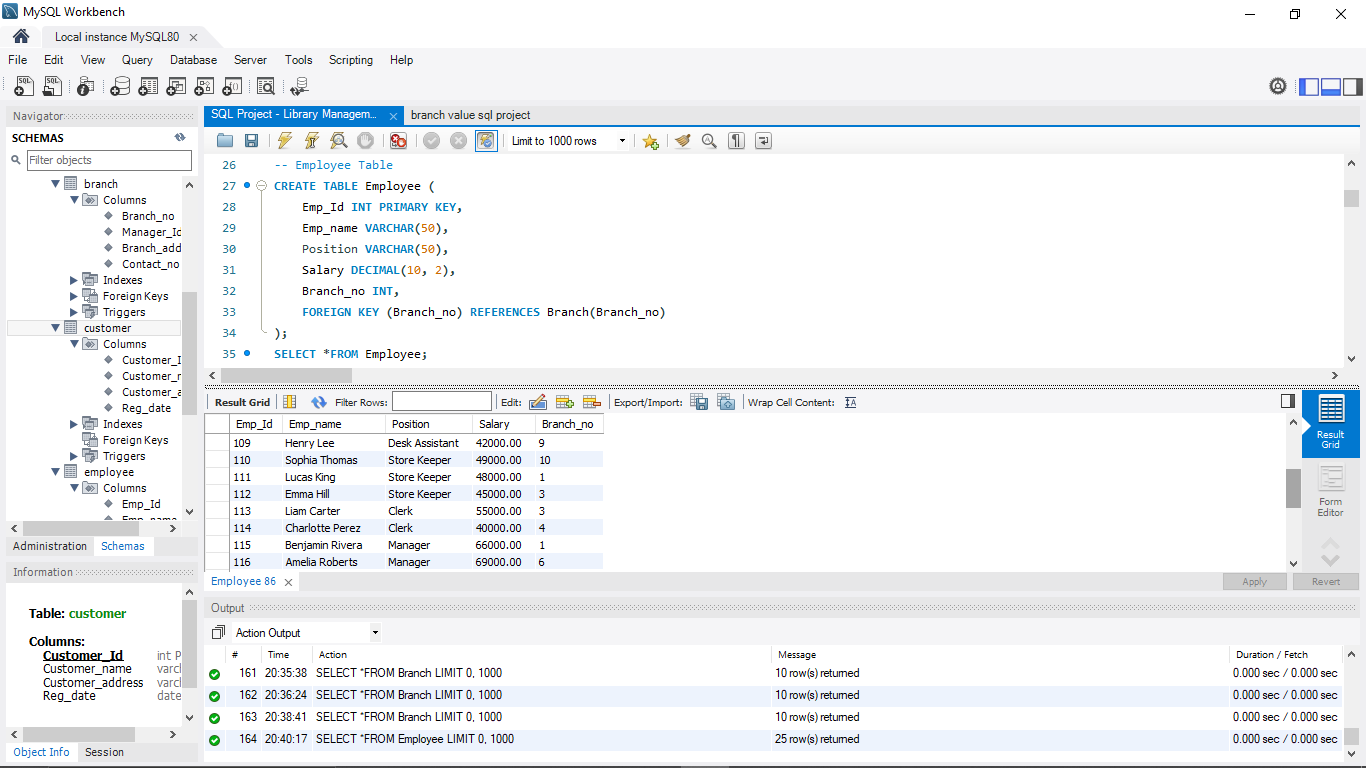 MySQL Workbench
Local instance MySQL80
File Edit View Query Database Server Tools Scripting Help
Navigator
SCHEMAS
Filter objects
branch
Columns
Branch_no
Manager_Id
Branch_add
Contact_no
Indexes
Foreign Keys
Triggers
customer
Columns
Customer_I
Customer_r
Customer_a
Reg_date
Indexes
Foreign Keys
Triggers
employee
Columns
Emp_Id
Administration Schemas
Information
Table: customer
Columns:
Customer_Id int P
Customer_name varcl
Customer_address varcl
Reg_date date
Object Info Session
SQL Project - Library Managem... branch value sql project
Limit to 1000 rows
26 -- Employee Table
27 CREATE TABLE Employee (
28 Emp_Id INT PRIMARY KEY,
29 Emp_name VARCHAR(50),
30 Position VARCHAR(50),
31 Salary DECIMAL(10, 2),
32 Branch_no INT,
33 FOREIGN KEY (Branch_no) REFERENCES Branch(Branch_no)
34 );
35 SELECT *FROM Employee;
Result Grid Filter Rows: Edit: Export/Import: Wrap Cell Content:
Emp_Id Emp_name Position Salary Branch_no
109 Henry Lee Desk Assistant 42000.00 9
110 Sophia Thomas Store Keeper 49000.00 10
111 Lucas King Store Keeper 48000.00 1
112 Emma Hill Store Keeper 45000.00 3
113 Liam Carter Clerk 55000.00 3
114 Charlotte Perez Clerk 40000.00 4
115 Benjamin Rivera Manager 66000.00 1
116 Amelia Roberts Manager 69000.00 6
Result
Grid
Form
Editor
Employee 86
Apply Revert
Output
Action Output
# Time Action Message Duration / Fetch
161 20:35:38 SELECT *FROM Branch LIMIT 0, 1000 10 row(s) returned 0.000 sec / 0.000 sec
162 20:36:24 SELECT *FROM Branch LIMIT 0, 1000 10 row(s) returned 0.000 sec / 0.000 sec
163 20:38:41 SELECT *FROM Branch LIMIT 0, 1000 10 row(s) returned 0.000 sec / 0.000 sec
164 20:40:17 SELECT *FROM Employee LIMIT 0, 1000 25 row(s) returned 0.000 sec / 0.000 sec